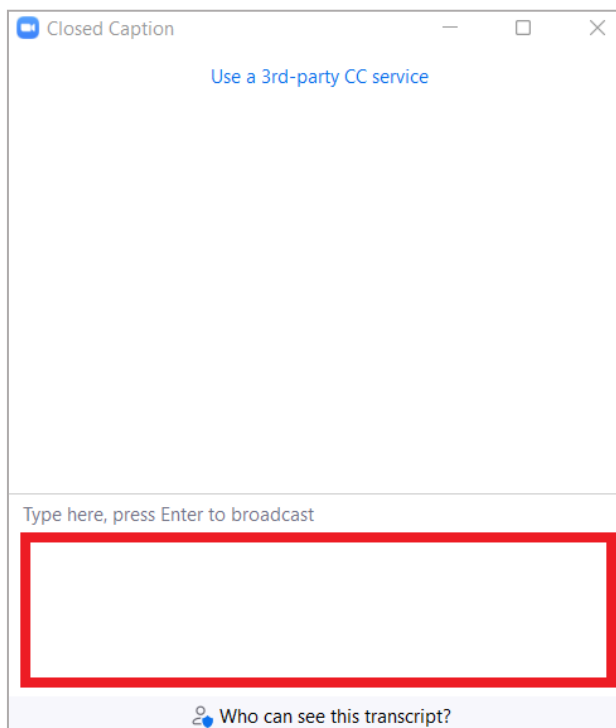 Closed Caption
Use a 3rd-party CC service
Type here, press Enter to broadcast
Who can see this transcript?